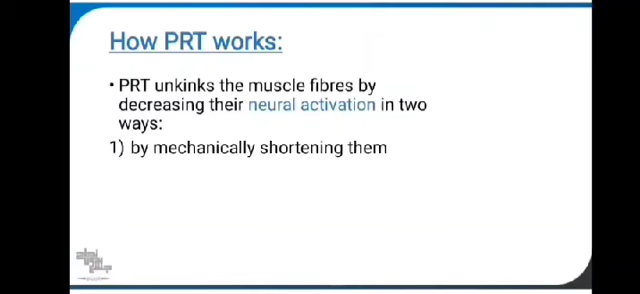 How PRT works:
• PRT unkinks the muscle fibres by
decreasing their neural activation in two
ways:
1) by mechanically shortening them